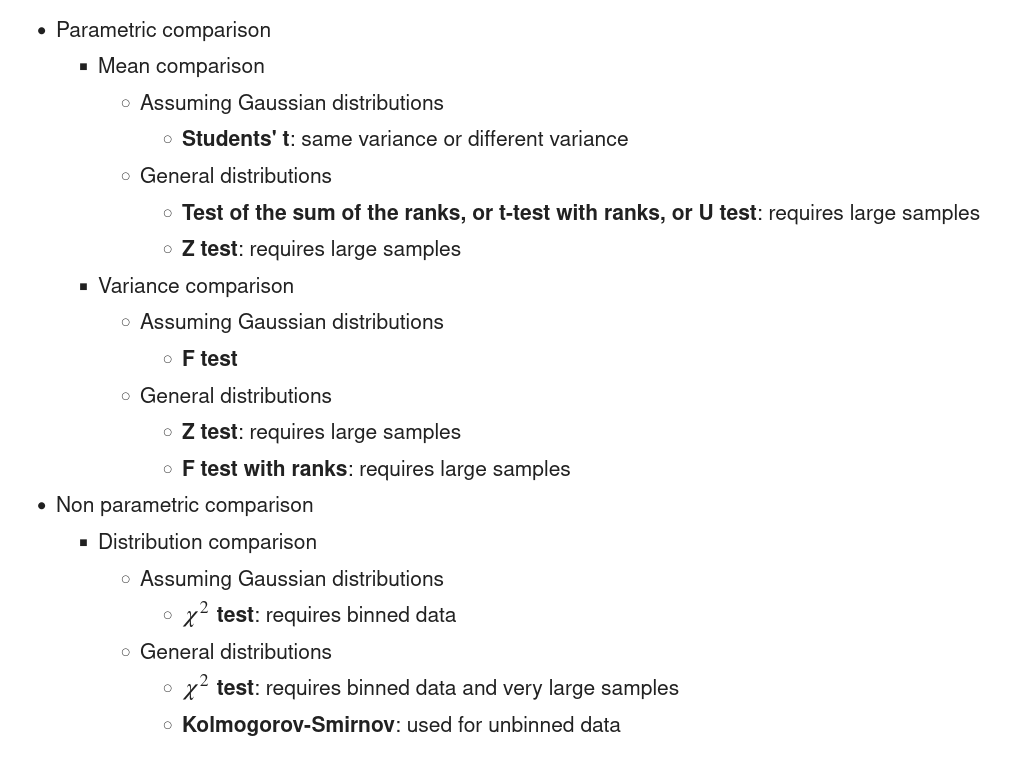 • Parametric comparison
▪ Mean comparison
○ Assuming Gaussian distributions
○ Students' t: same variance or different variance
○ General distributions
○ Test of the sum of the ranks, or t-test with ranks, or U test: requires large samples
○ Z test: requires large samples
▪ Variance comparison
○ Assuming Gaussian distributions
○ F test
○ General distributions
○ Z test: requires large samples
○ F test with ranks: requires large samples
• Non parametric comparison
▪ Distribution comparison
○ Assuming Gaussian distributions
○ χ² test: requires binned data
○ General distributions
○ χ² test: requires binned data and very large samples
○ Kolmogorov-Smirnov: used for unbinned data